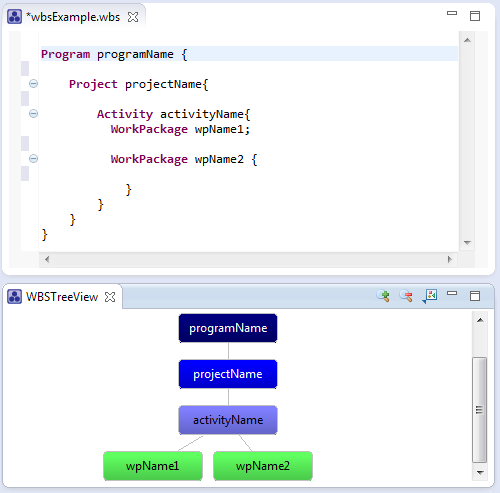 *wbsExample.wbs
Program programName {
Project projectName{
Activity activityName{
WorkPackage wpName1;
WorkPackage wpName2 {
}
}
}
}
WBSTreeView
programName
projectName
activityName
wpName1 wpName2